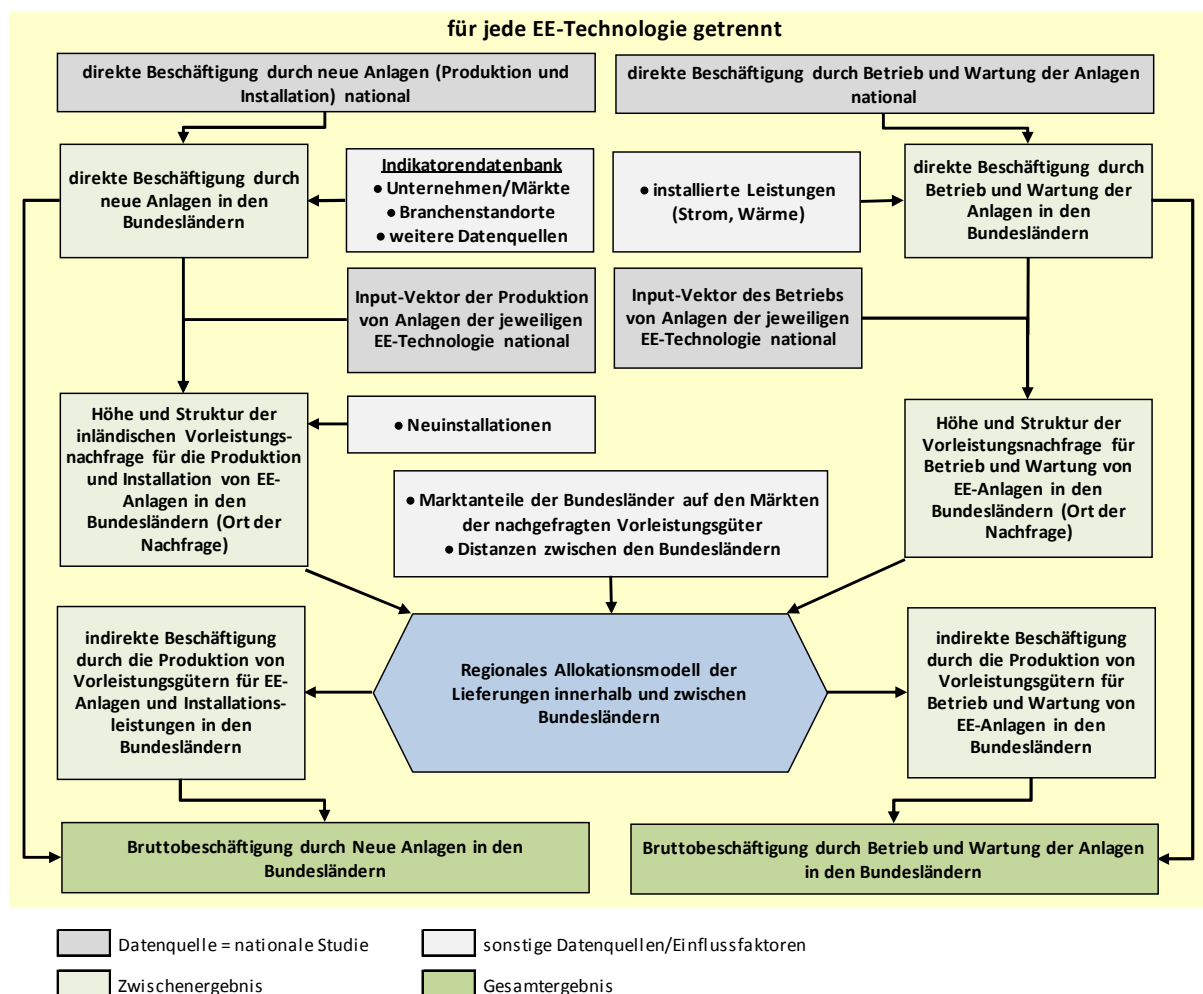 für jede EE-Technologie getrennt
direkte Beschäftigung durch neue Anlagen (Produktion und
Installation) national
direkte Beschäftigung durch Betrieb und Wartung der Anlagen
national
direkte Beschäftigung durch
neue Anlagen in den
Bundesländern
Indikatorendatenbank
● Unternehmen/Märkte
● Branchenstandorte
● weitere Datenquellen
● installierte Leistungen
(Strom, Wärme)
direkte Beschäftigung durch
Betrieb und Wartung der
Anlagen in den
Bundesländern
Input-Vektor der Produktion
von Anlagen der jeweiligen
EE-Technologie national
Input-Vektor des Betriebs
von Anlagen der jeweiligen
EE-Technologie national
Höhe und Struktur der
inländischen Vorleistungs-
nachfrage für die Produktion
und Installation von EE-
Anlagen in den
Bundesländern (Ort der
Nachfrage)
● Neuinstallationen
● Marktanteile der Bundesländer auf den Märkten
der nachgefragten Vorleistungsgüter
● Distanzen zwischen den Bundesländern
Höhe und Struktur der
Vorleistungsnachfrage für
Betrieb und Wartung von
EE-Anlagen in den
Bundesländern (Ort der
Nachfrage)
indirekte Beschäftigung
durch die Produktion von
Vorleistungsgütern für EE-
Anlagen und Installations-
leistungen in den
Bundesländern
Regionales Allokationsmodell der
Lieferungen innerhalb und zwischen
Bundesländern
indirekte Beschäftigung
durch die Produktion von
Vorleistungsgütern für
Betrieb und Wartung von
EE-Anlagen in den
Bundesländern
Bruttobeschäftigung durch Neue Anlagen in den
Bundesländern
Bruttobeschäftigung durch Betrieb und Wartung der Anlagen
in den Bundesländern
Datenquelle = nationale Studie
sonstige Datenquellen/Einflussfaktoren
Zwischenergebnis
Gesamtergebnis